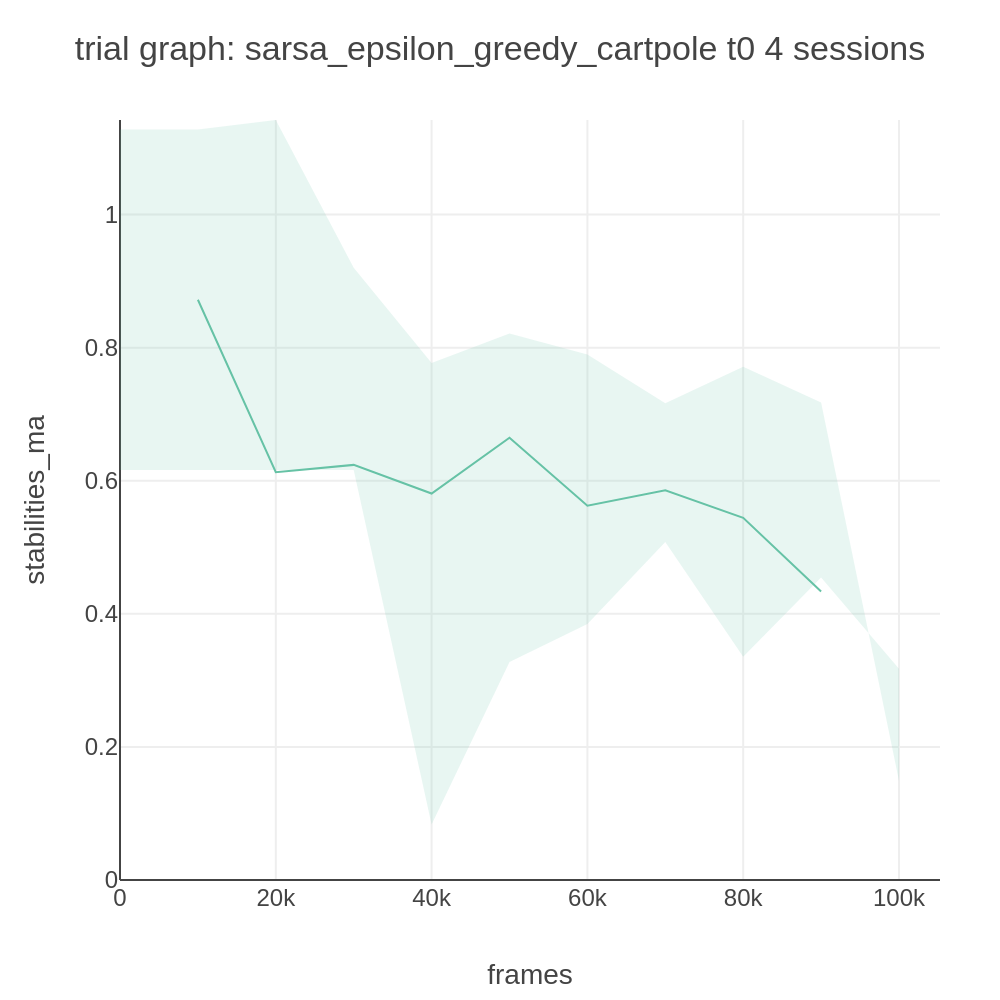 trial graph: sarsa_epsilon_greedy_cartpole t0 4 sessions
stabilities_ma
1
0.8
0.6
0.4
0.2
0
0
20k
40k
60k
80k
100k
frames